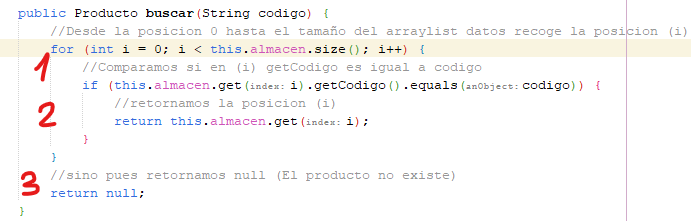 public Producto buscar(String codigo) {
//Desde la posicion 0 hasta el tamaño del arraylist datos recoge la posicion (i)
for (int i = 0; i < this.almacen.size(); i++) {
1
//Comparamos si en (i) getCodigo es igual a codigo
if (this.almacen.get(index: i).getCodigo().equals(anObject: codigo)) {
//retornamos la posicion (i)
2
return this.almacen.get(index: i);
}
}
//sino pues retornamos null (El producto no existe)
3
return null;
}